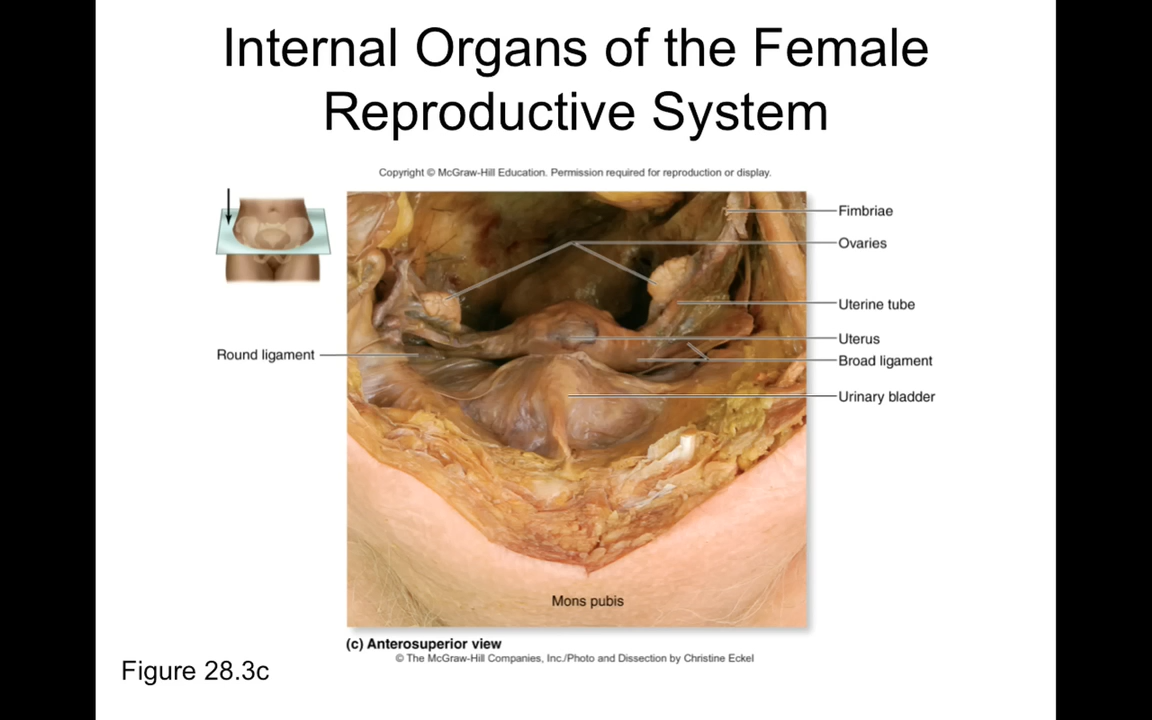 Internal Organs of the Female
Reproductive System
Copyright © McGraw-Hill Education. Permission required for reproduction or display.
Fimbriae
Ovaries
Uterine tube
Uterus
Round ligament
Broad ligament
Urinary bladder
Mons pubis
(c) Anterosuperior view
© The McGraw-Hill Companies, Inc./Photo and Dissection by Christine Eckel
Figure 28.3c